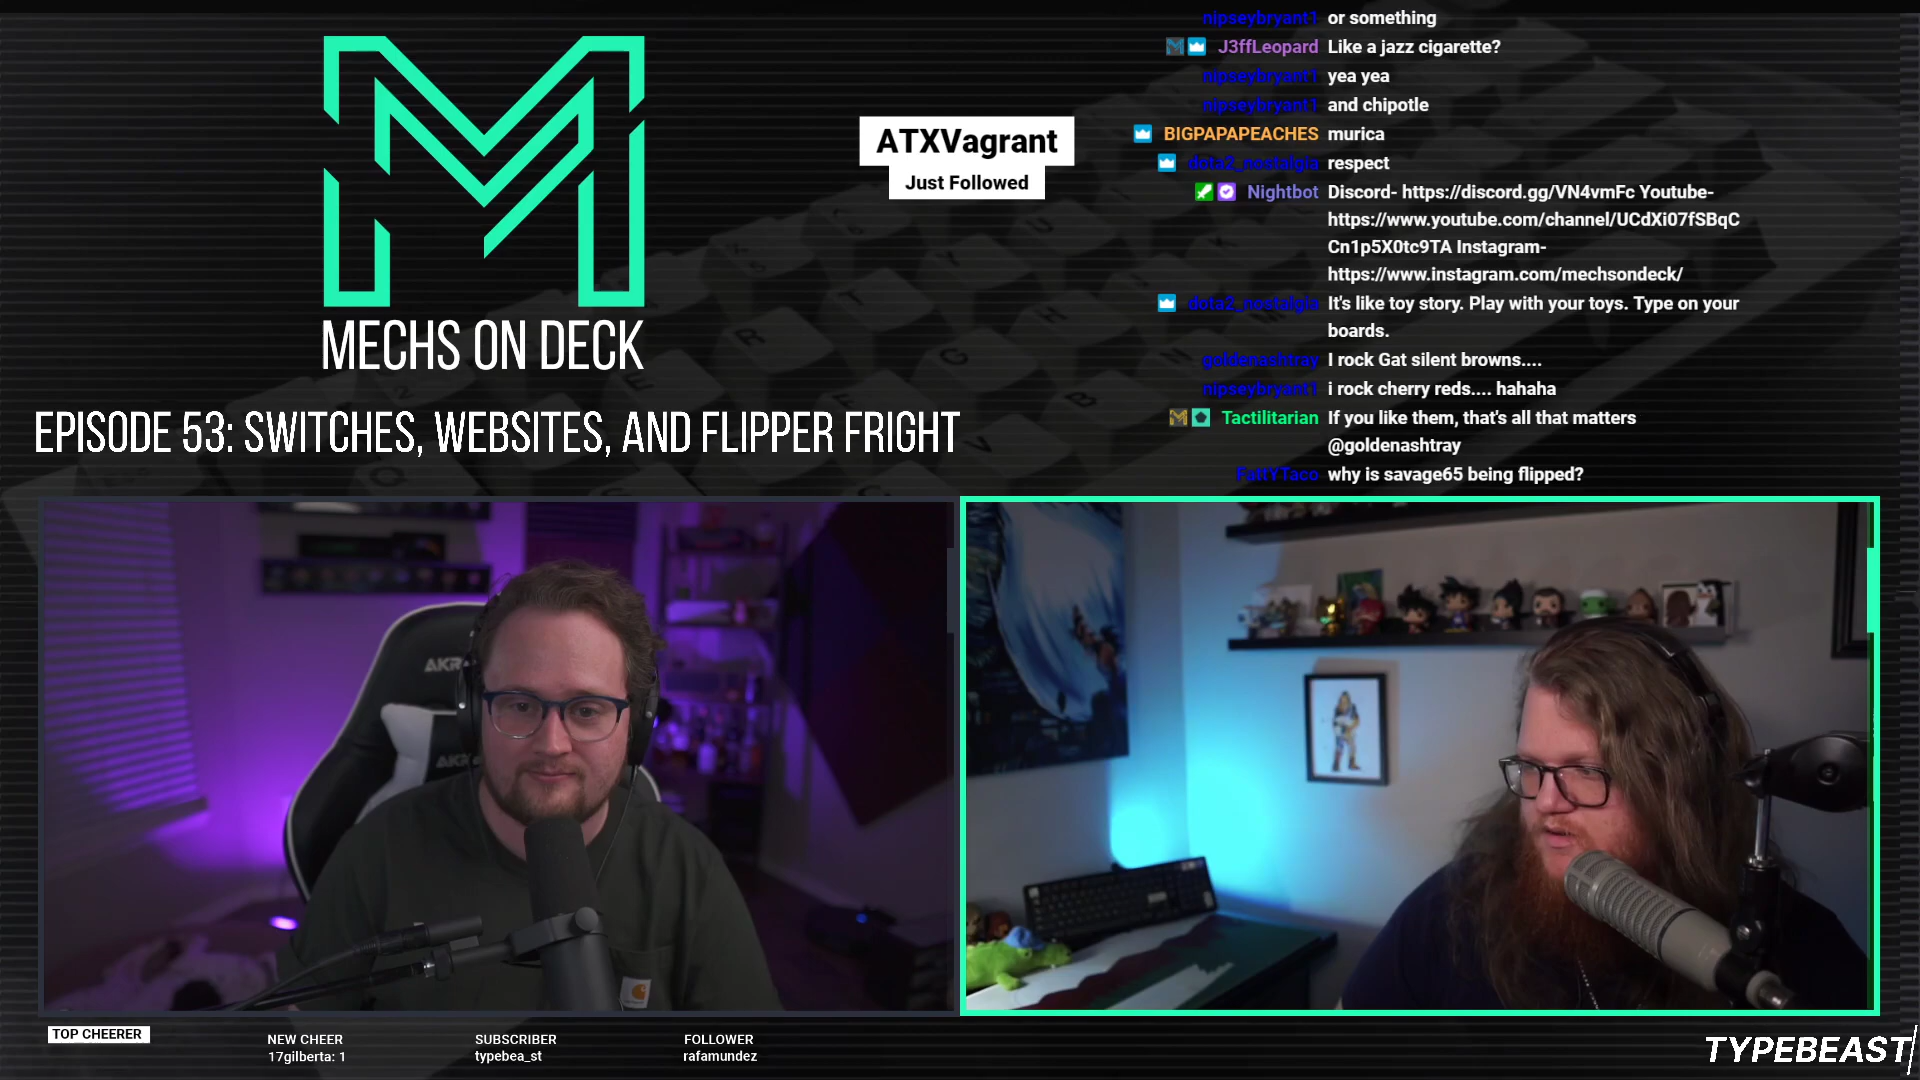 MECHS ON DECK
EPISODE 53: SWITCHES, WEBSITES, AND FLIPPER FRIGHT
ATXVagrant
Just Followed
nipseybryant1 or something
J3ffLeopard Like a jazz cigarette?
nipseybryant1 yea yea
nipseybryant1 and chipotle
BIGPAPAPEACHES murica
dota2_nostalgia respect
Nightbot Discord- https://discord.gg/VN4vmFc Youtube-
https://www.youtube.com/channel/UCdXi07fSBqC
Cn1p5X0tc9TA Instagram-
https://www.instagram.com/mechsondeck/
dota2_nostalgia It's like toy story. Play with your toys. Type on your
boards.
goldenashtray I rock Gat silent browns....
nipseybryant1 i rock cherry reds.... hahaha
Tactilitarian If you like them, that's all that matters
@goldenashtray
FattYTaco why is savage65 being flipped?
TOP CHEERER
NEW CHEER
17gilberta: 1
SUBSCRIBER
typebea_st
FOLLOWER
rafamundez
TYPEBEAST